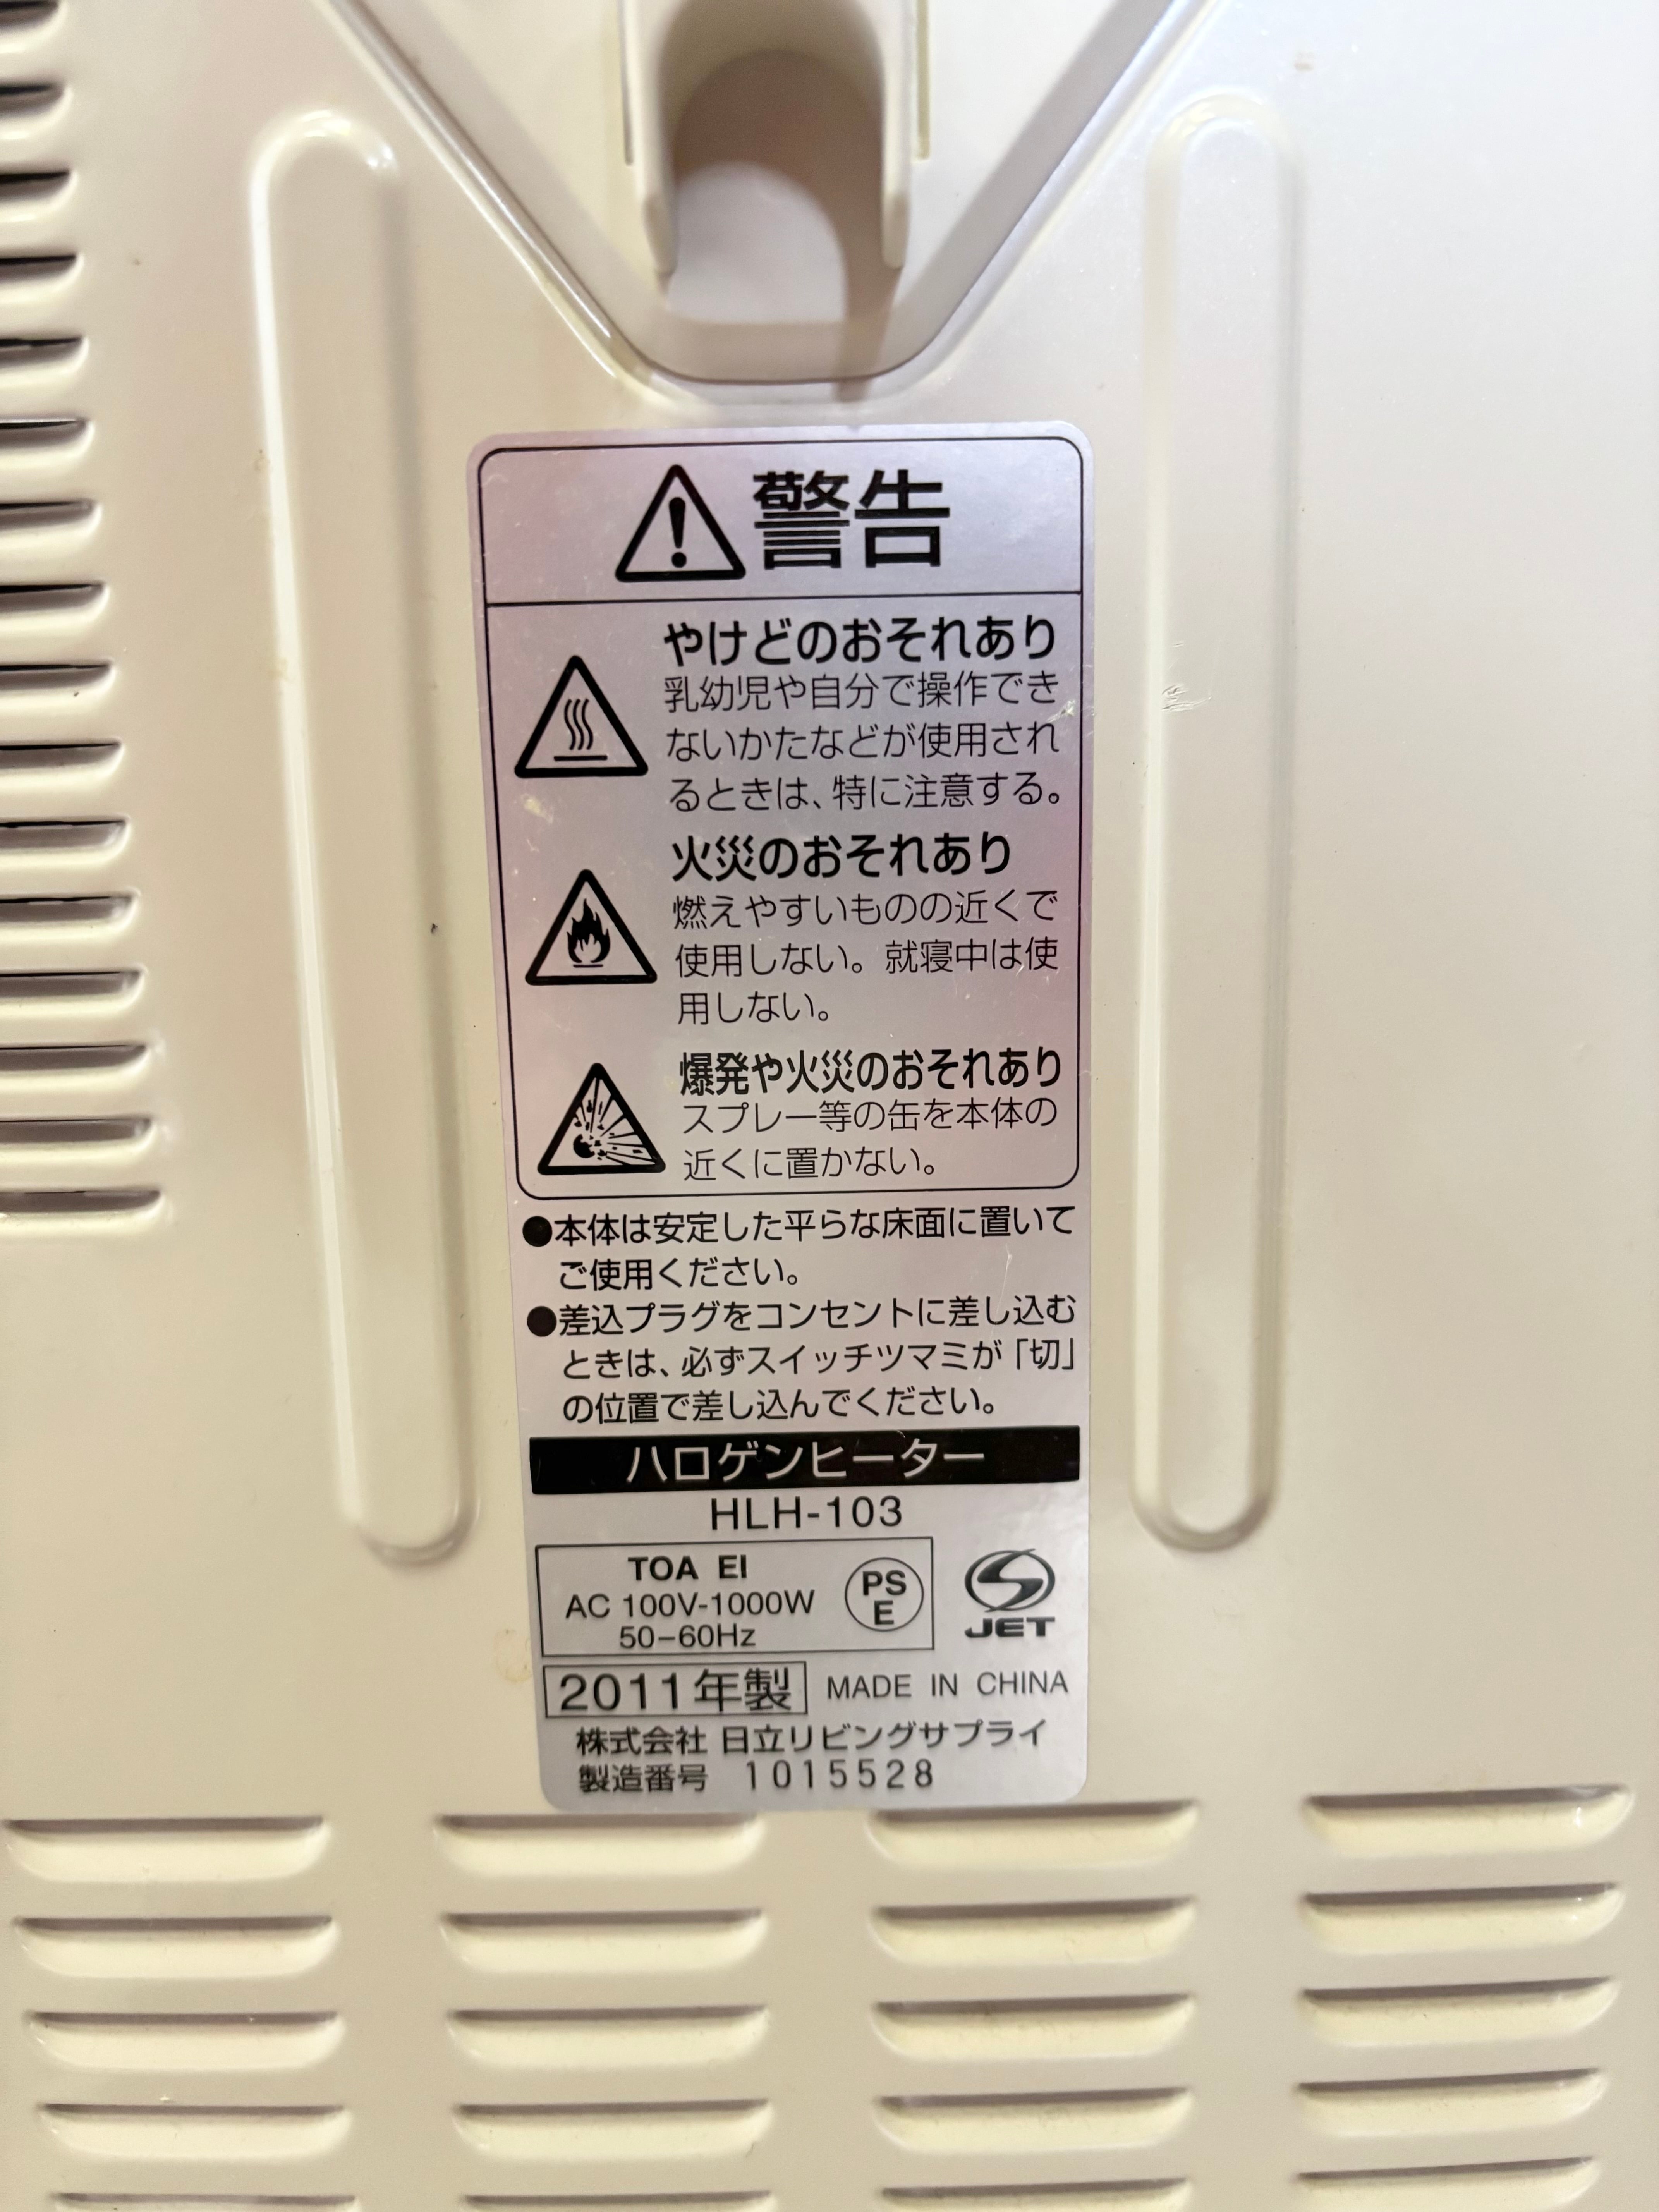 警告
やけどのおそれあり
乳幼児や自分で操作でき
ないかたなどが使用され
るときは、特に注意する。
火災のおそれあり
燃えやすいものの近くで
使用しない。就寝中は使
用しない。
爆発や火災のおそれあり
スプレー等の缶を本体の
近くに置かない。
●本体は安定した平らな床面に置いて
ご使用ください。
●差込プラグをコンセントに差し込む
ときは、必ずスイッチツマミが「切」
の位置で差し込んでください。
ハロゲンヒーター
HLH-103
TOA EI
AC 100V-1000W
50-60Hz
PS
E
JET
2011年製 MADE IN CHINA
株式会社 日立リビングサプライ
製造番号 1015528